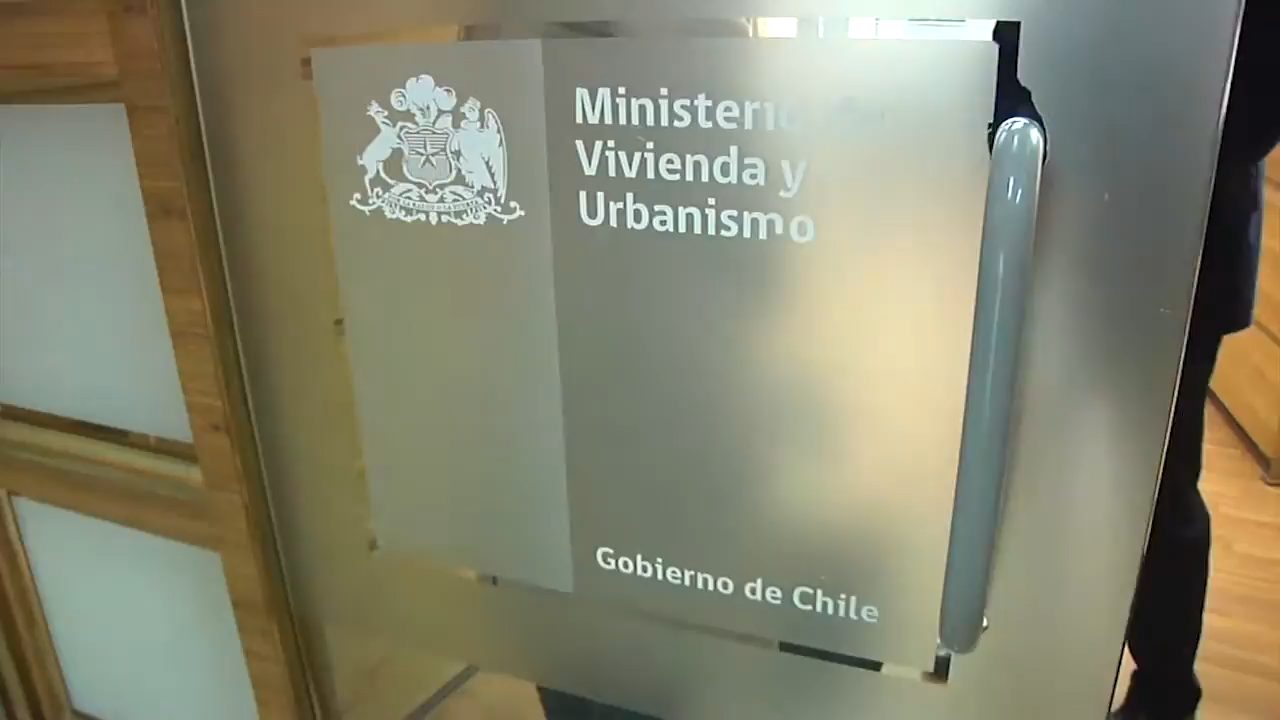 Ministerio
Vivienda y
Urbanismo
Gobierno de Chile